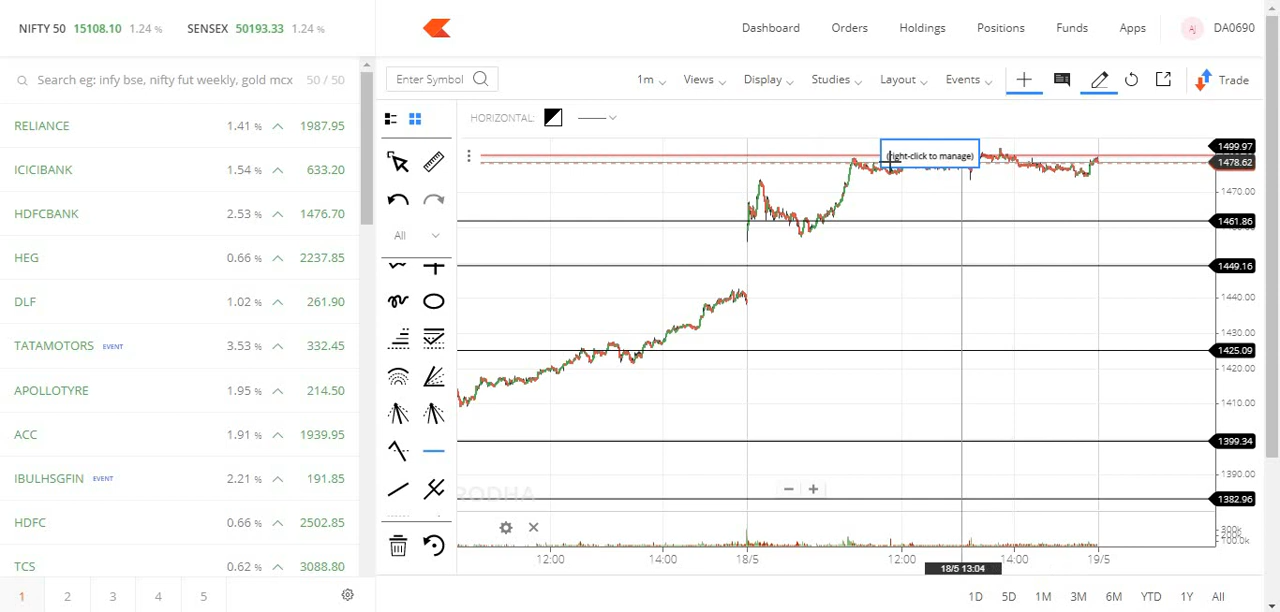 NIFTY 50 15108.10 1.24 % SENSEX 50193.33 1.24 %
Dashboard Orders Holdings Positions Funds Apps AJ DA0690
Search eg: infy bse, nifty fut weekly, gold mcx 50 / 50
Enter Symbol 1m Views Display Studies Layout Events Trade
HORIZONTAL:
RELIANCE 1.41 % 1987.95
ICICIBANK 1.54 % 633.20
HDFCBANK 2.53 % 1476.70
HEG 0.66 % 2237.85
DLF 1.02 % 261.90
TATAMOTORS EVENT 3.53 % 332.45
APOLLOTYRE 1.95 % 214.50
ACC 1.91 % 1939.95
IBULHSGFIN EVENT 2.21 % 191.85
HDFC 0.66 % 2502.85
TCS 0.62 % 3088.80
1 2 3 4 5
All
(right-click to manage)
1499.97
1478.62
1470.00
1461.86
1449.16
1440.00
1430.00
1425.09
1420.00
1410.00
1399.34
1390.00
1382.96
RODHA
300k
100.0k
12:00 14:00 18/5 12:00 14:00 19/5
18/5 13:04
1D 5D 1M 3M 6M YTD 1Y All